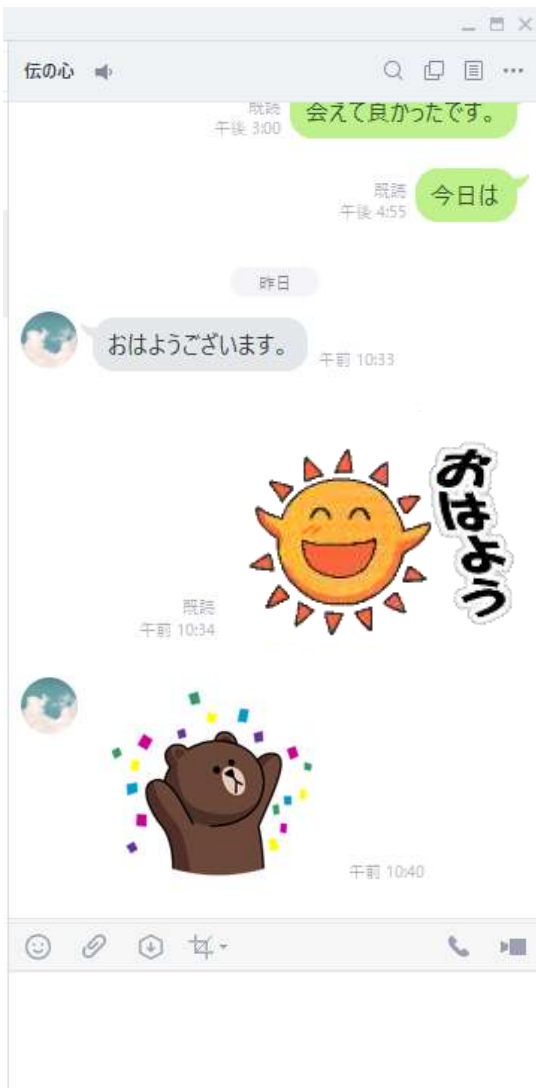 伝の心
既読
午後 3:00
会えて良かったです。
既読
午後 4:55
今日は
昨日
おはようございます。
午前 10:33
おはよう
既読
午前 10:34
午前 10:40